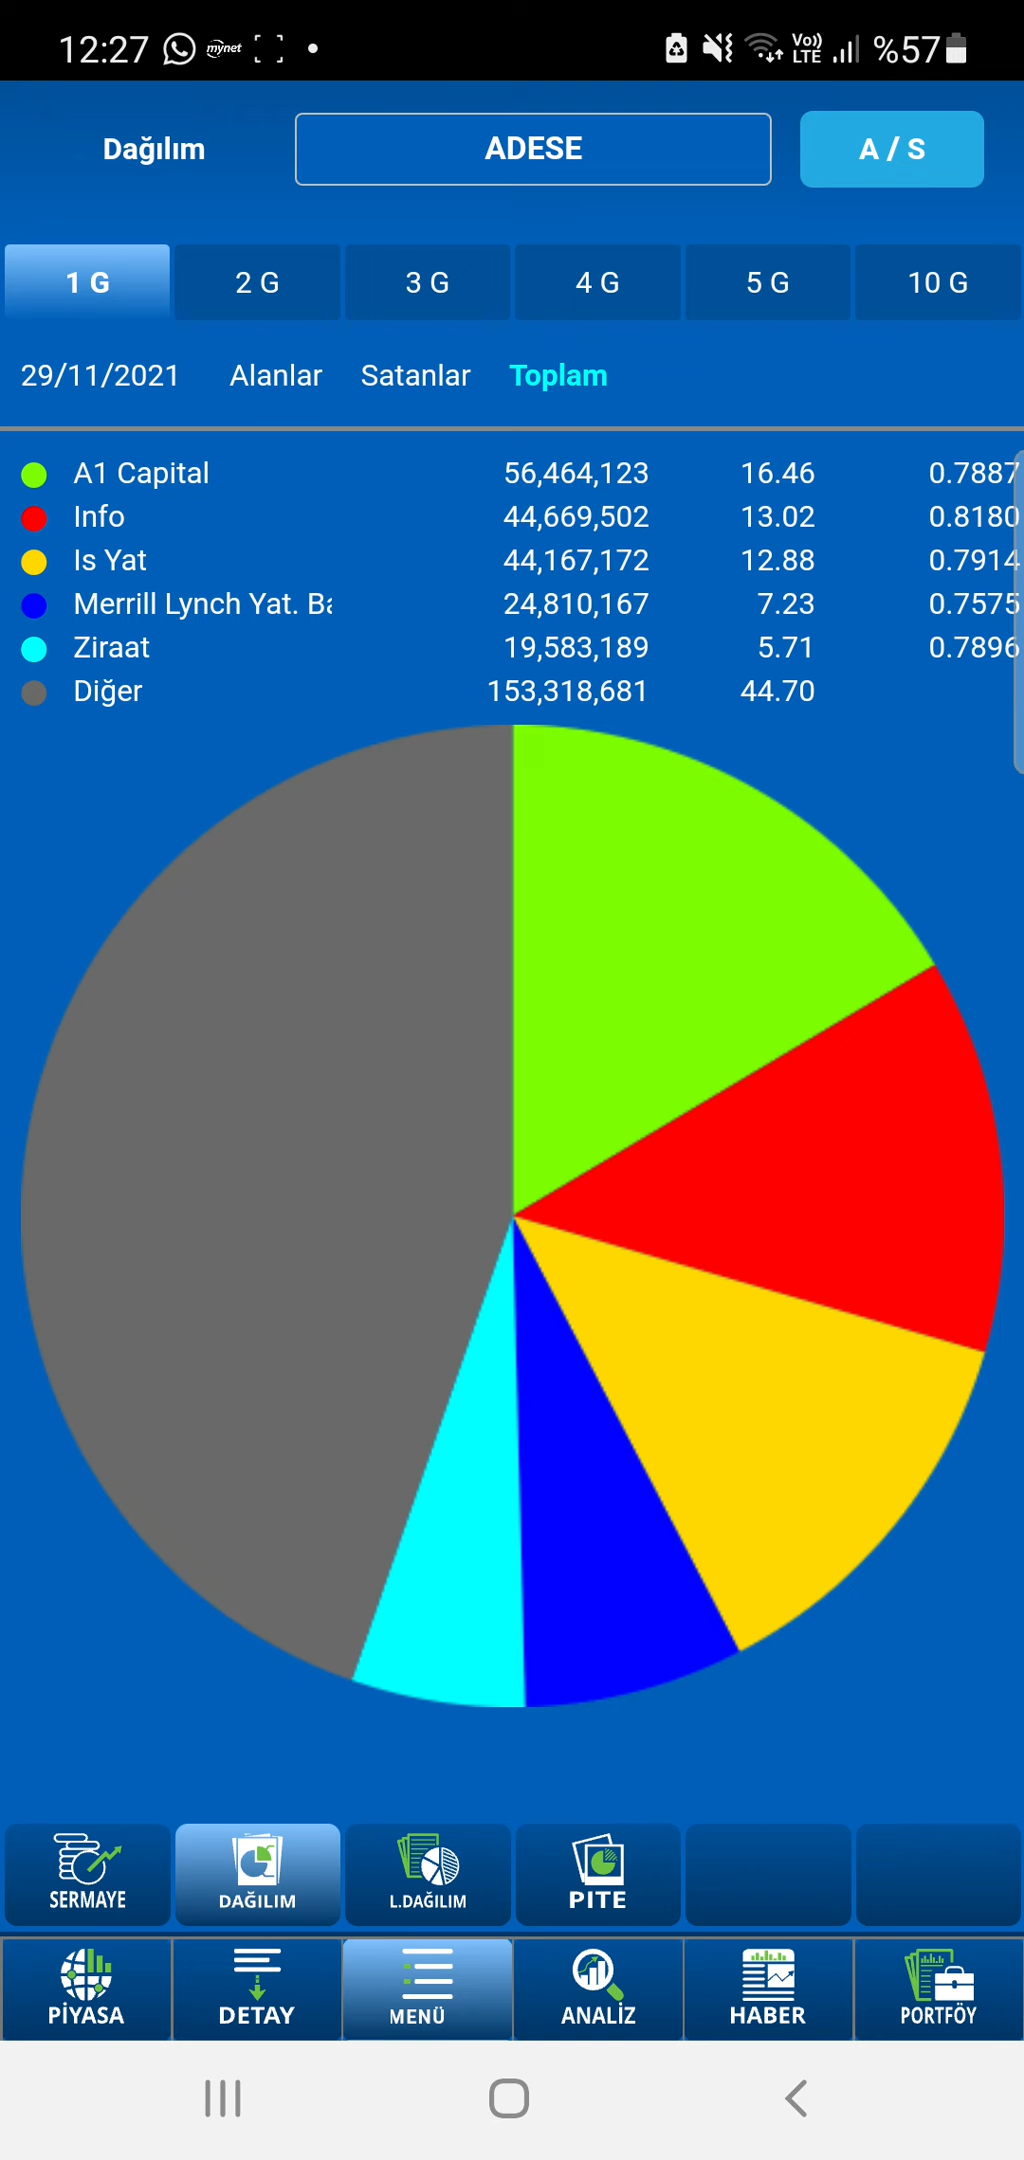 12:27 mynet Vo)) LTE %57
Dağılım ADESE A / S
1 G 2 G 3 G 4 G 5 G 10 G
29/11/2021 Alanlar Satanlar Toplam
A1 Capital 56,464,123 16.46 0.7887
Info 44,669,502 13.02 0.8180
Is Yat 44,167,172 12.88 0.7914
Merrill Lynch Yat. Ba 24,810,167 7.23 0.7575
Ziraat 19,583,189 5.71 0.7896
Diğer 153,318,681 44.70
SERMAYE DAĞILIM L.DAĞILIM PITE
PİYASA DETAY MENÜ ANALİZ HABER PORTFÖY